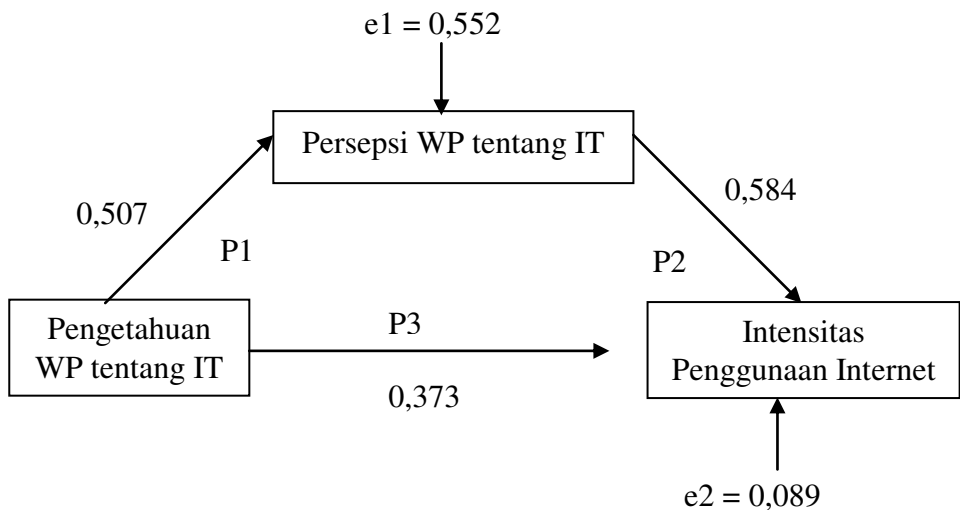 e1 = 0,552
Persepsi WP tentang IT
0,507
0,584
P1
P2
Pengetahuan
WP tentang IT
P3
0,373
Intensitas
Penggunaan Internet
e2 = 0,089